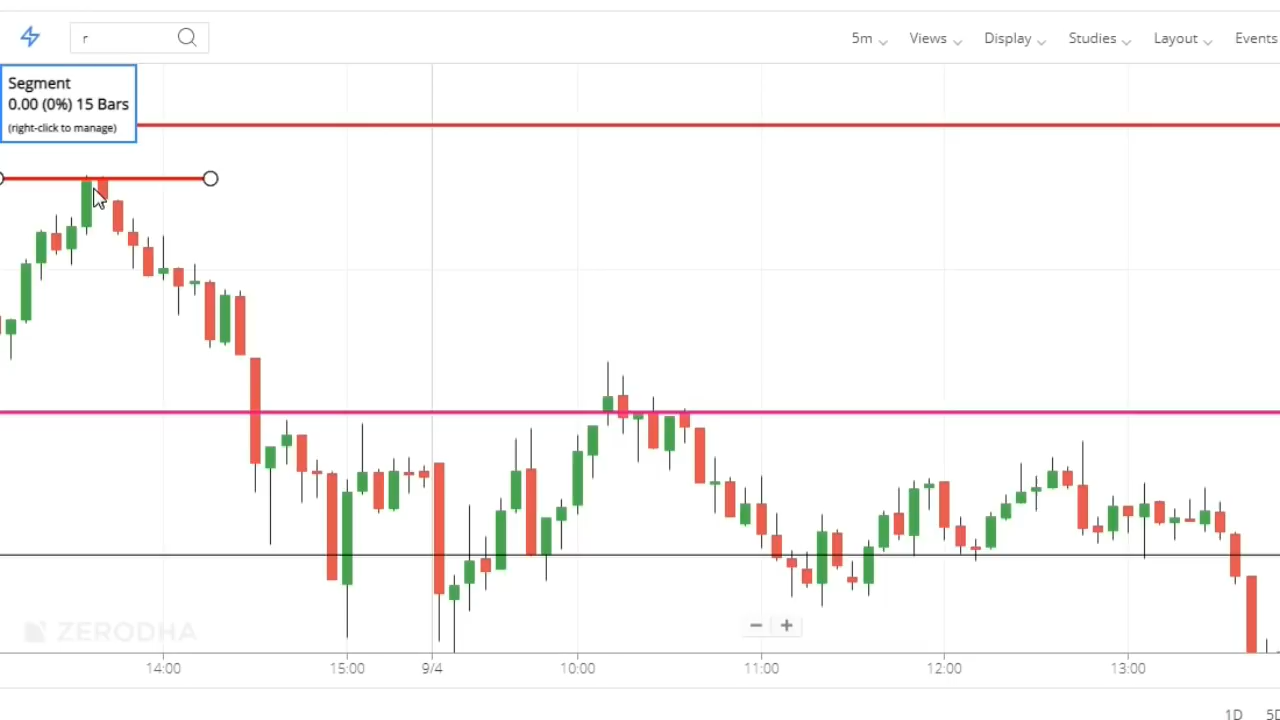 r
5m Views Display Studies Layout Events
Segment
0.00 (0%) 15 Bars
(right-click to manage)
ZERODHA
14:00 15:00 9/4 10:00 11:00 12:00 13:00
1D 5D